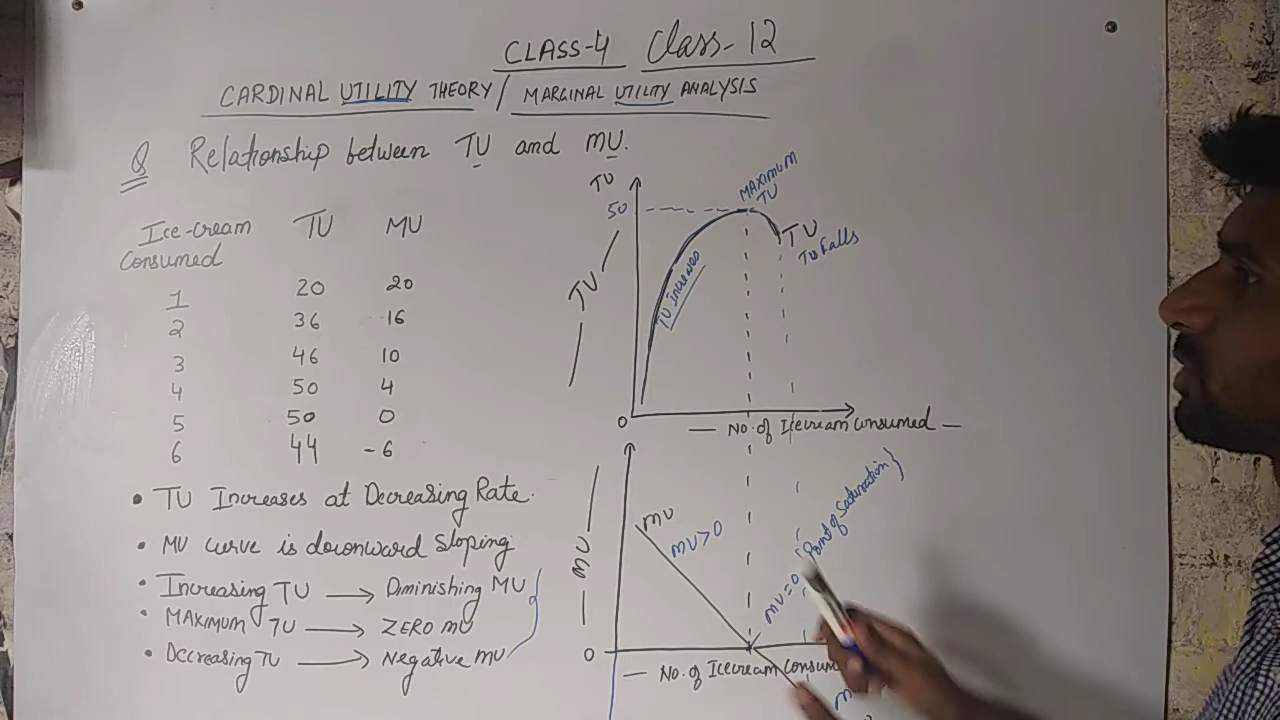 CLASS-4 Class-12
CARDINAL UTILITY THEORY / MARGINAL UTILITY ANALYSIS
Q Relationship between TU and MU.
Ice-cream Consumed TU MU
1 20 20
2 36 16
3 46 10
4 50 4
5 50 0
6 44 -6
• TU Increases at Decreasing Rate.
• MU curve is downward Sloping
• Increasing TU → Diminishing MU
• MAXIMUM TU → ZERO MU
• Decreasing TU → Negative MU
TU
50
MAXIMUM
TU
TU
TU Falls
TU
TU Increases
0
No. of Icecream Consumed
MU
MU
MU>0
MU=0 {Point of Saturation}
0
No. of Icecream